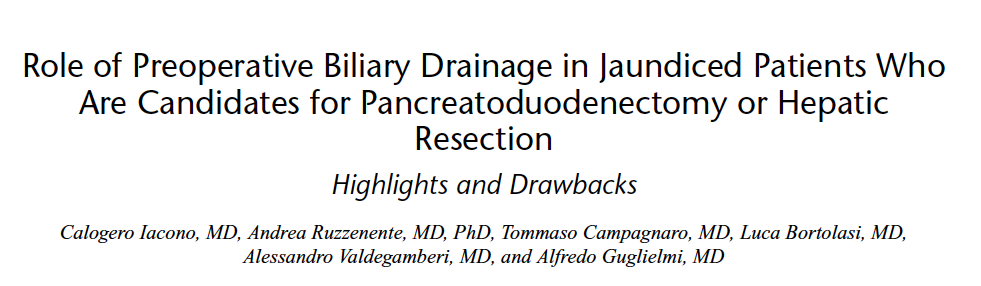 Role of Preoperative Biliary Drainage in Jaundiced Patients Who
Are Candidates for Pancreatoduodenectomy or Hepatic
Resection
Highlights and Drawbacks
Calogero Iacono, MD, Andrea Ruzzenente, MD, PhD, Tommaso Campagnaro, MD, Luca Bortolasi, MD,
Alessandro Valdegamberi, MD, and Alfredo Guglielmi, MD